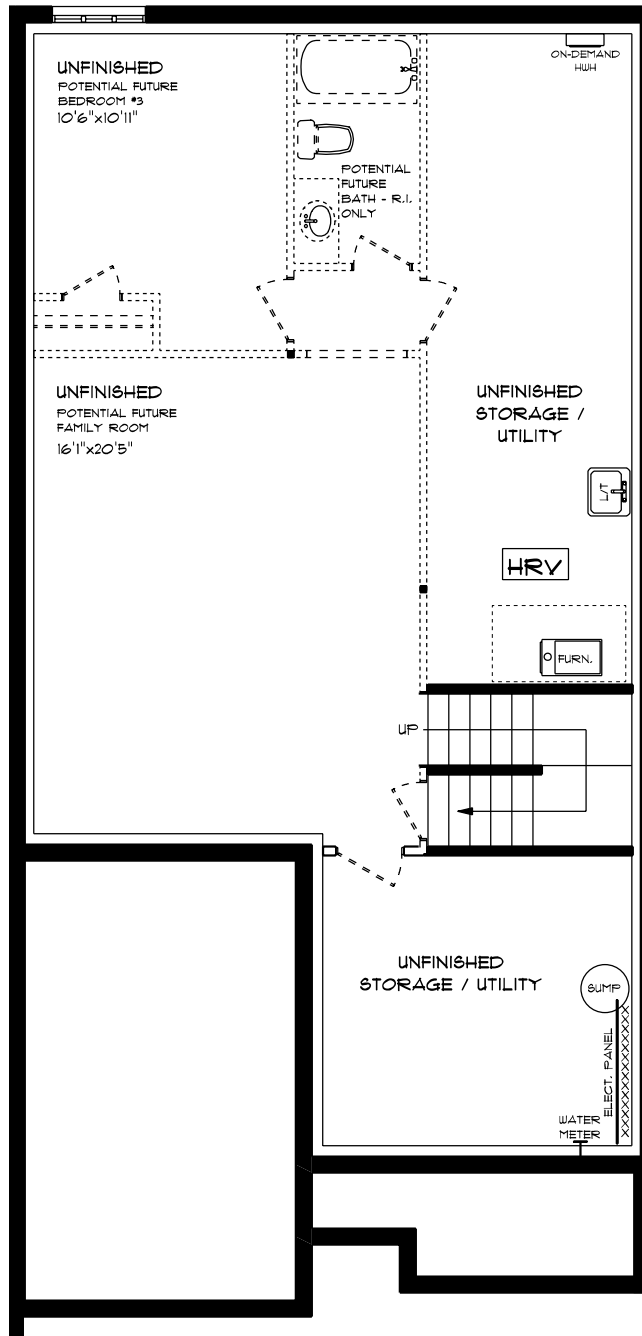 UNFINISHED
POTENTIAL FUTURE
BEDROOM #3
10'6"x10'11"
ON-DEMAND
HWH
POTENTIAL
FUTURE
BATH - R.I.
ONLY
UNFINISHED
POTENTIAL FUTURE
FAMILY ROOM
16'1"x20'5"
UNFINISHED
STORAGE /
UTILITY
L/T
HRV
FURN.
UP
UNFINISHED
STORAGE / UTILITY
SUMP
ELECT. PANEL
WATER
METER